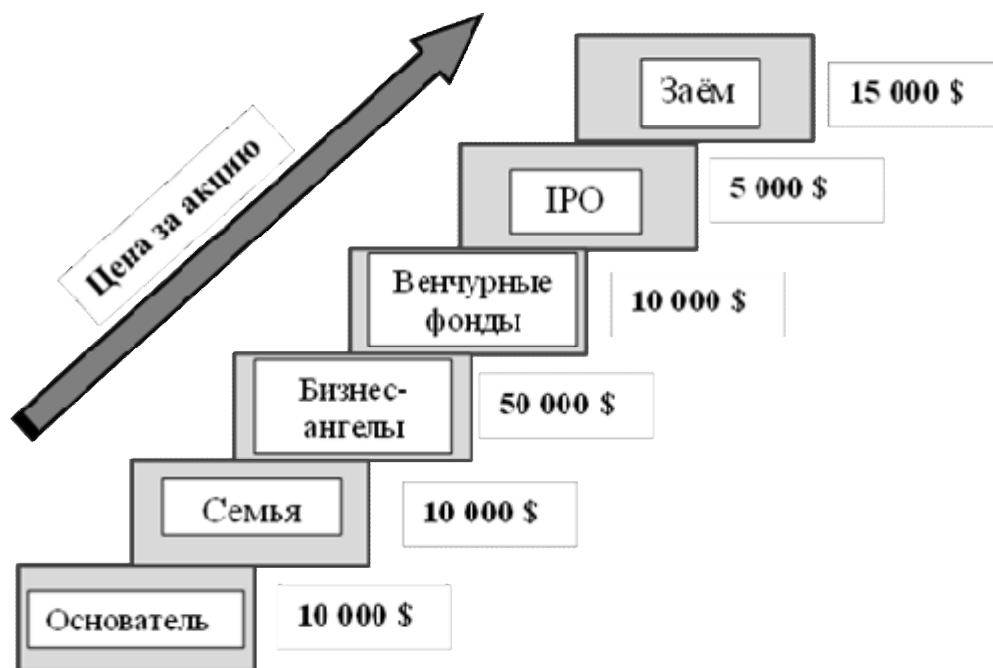 Заём
15 000 $
Цена за акцию
IPO
5 000 $
Венчурные
фонды
10 000 $
Бизнес-
ангелы
50 000 $
Семья
10 000 $
Основатель
10 000 $